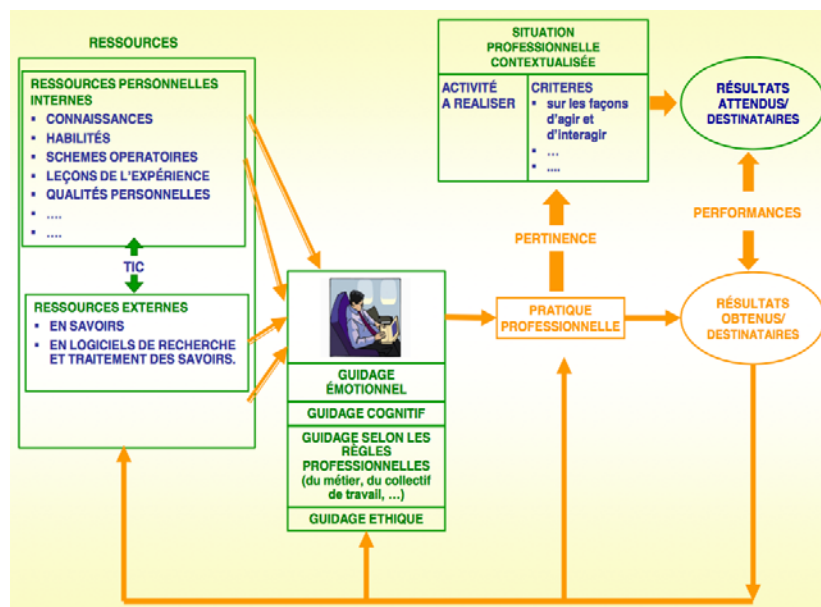 RESSOURCES
RESSOURCES PERSONNELLES
INTERNES
▪ CONNAISSANCES
▪ HABILITÉS
▪ SCHEMES OPERATOIRES
▪ LEÇONS DE L'EXPÉRIENCE
▪ QUALITÉS PERSONNELLES
▪ ....
▪ ....
TIC
RESSOURCES EXTERNES
▪ EN SAVOIRS
▪ EN LOGICIELS DE RECHERCHE
ET TRAITEMENT DES SAVOIRS.
GUIDAGE
ÉMOTIONNEL
GUIDAGE COGNITIF
GUIDAGE SELON LES
RÈGLES
PROFESSIONNELLES
(du métier, du collectif
de travail, ...)
GUIDAGE ETHIQUE
SITUATION
PROFESSIONNELLE
CONTEXTUALISÉE
ACTIVITÉ
A REALISER
CRITERES
▪ sur les façons
d'agir et
d'interagir
▪ ...
▪ ....
PERTINENCE
PRATIQUE
PROFESSIONNELLE
RÉSULTATS
ATTENDUS/
DESTINATAIRES
PERFORMANCES
RÉSULTATS
OBTENUS/
DESTINATAIRES